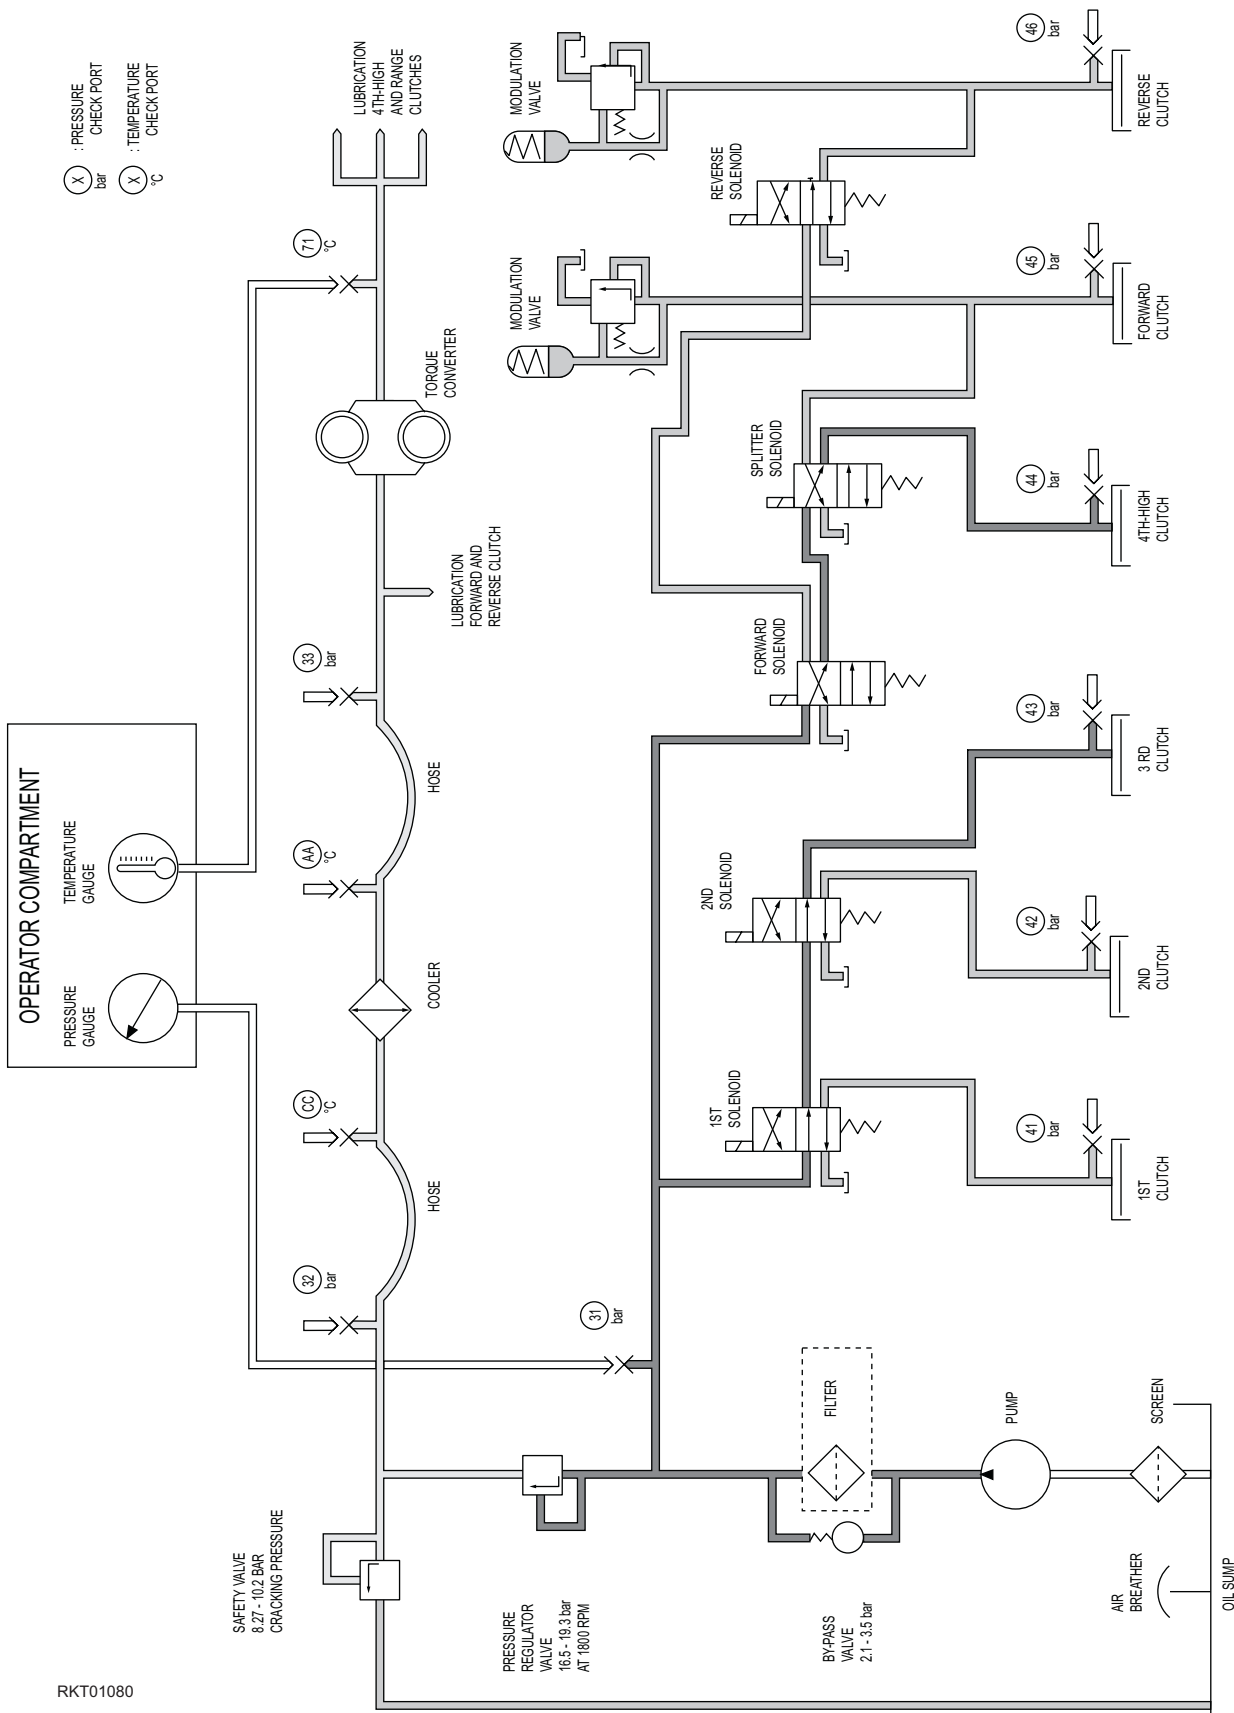 OPERATOR COMPARTMENT
PRESSURE
GAUGE
TEMPERATURE
GAUGE
X
bar
: PRESSURE
CHECK PORT
X
°C
: TEMPERATURE
CHECK PORT
SAFETY VALVE
8.27 - 10.2 BAR
CRACKING PRESSURE
32
bar
HOSE
CC
°C
COOLER
AA
°C
HOSE
33
bar
LUBRICATION
FORWARD AND
REVERSE CLUTCH
TORQUE
CONVERTER
71
°C
LUBRICATION
4TH-HIGH
AND RANGE
CLUTCHES
PRESSURE
REGULATOR
VALVE
16.5 - 19.3 bar
AT 1800 RPM
31
bar
MODULATION
VALVE
MODULATION
VALVE
BY-PASS
VALVE
2.1 - 3.5 bar
FILTER
1ST
SOLENOID
2ND
SOLENOID
FORWARD
SOLENOID
SPLITTER
SOLENOID
REVERSE
SOLENOID
PUMP
41
bar
42
bar
43
bar
44
bar
45
bar
46
bar
AIR
BREATHER
SCREEN
1ST
CLUTCH
2ND
CLUTCH
3 RD
CLUTCH
4TH-HIGH
CLUTCH
FORWARD
CLUTCH
REVERSE
CLUTCH
OIL SUMP
RKT01080